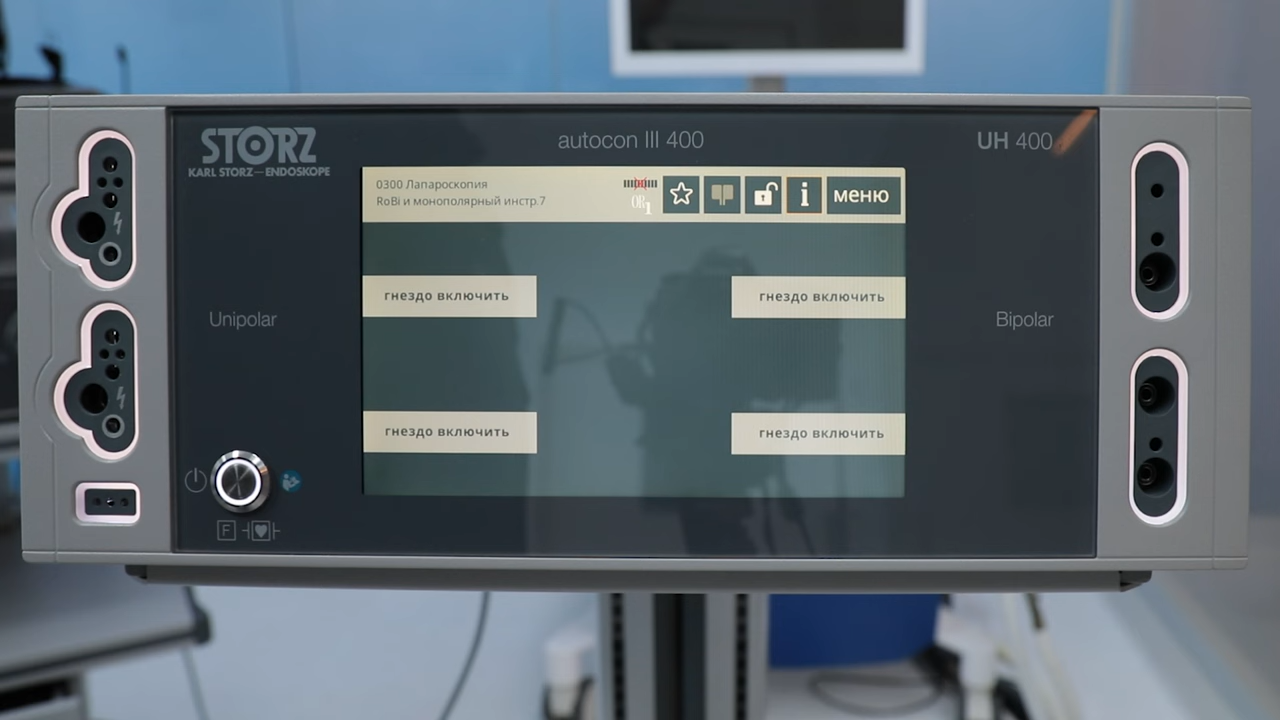 STORZ
KARL STORZ—ENDOSKOPE
autocon III 400
UH 400
0300 Лапароскопия
RoBi и монополярный инстр.7
OR1
i
меню
гнездо включить
гнездо включить
Unipolar
Bipolar
гнездо включить
гнездо включить
F